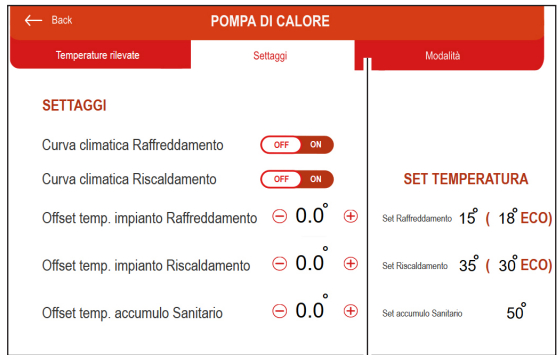 ← Back
POMPA DI CALORE
Temperature rilevate
Settaggi
Modalità
SETTAGGI
Curva climatica Raffreddamento OFF ON
Curva climatica Riscaldamento OFF ON
Offset temp. impianto Raffreddamento ⊖ 0.0° ⊕
Offset temp. impianto Riscaldamento ⊖ 0.0° ⊕
Offset temp. accumulo Sanitario ⊖ 0.0° ⊕
SET TEMPERATURA
Set Raffreddamento 15° ( 18° ECO)
Set Riscaldamento 35° ( 30° ECO)
Set accumulo Sanitario 50°